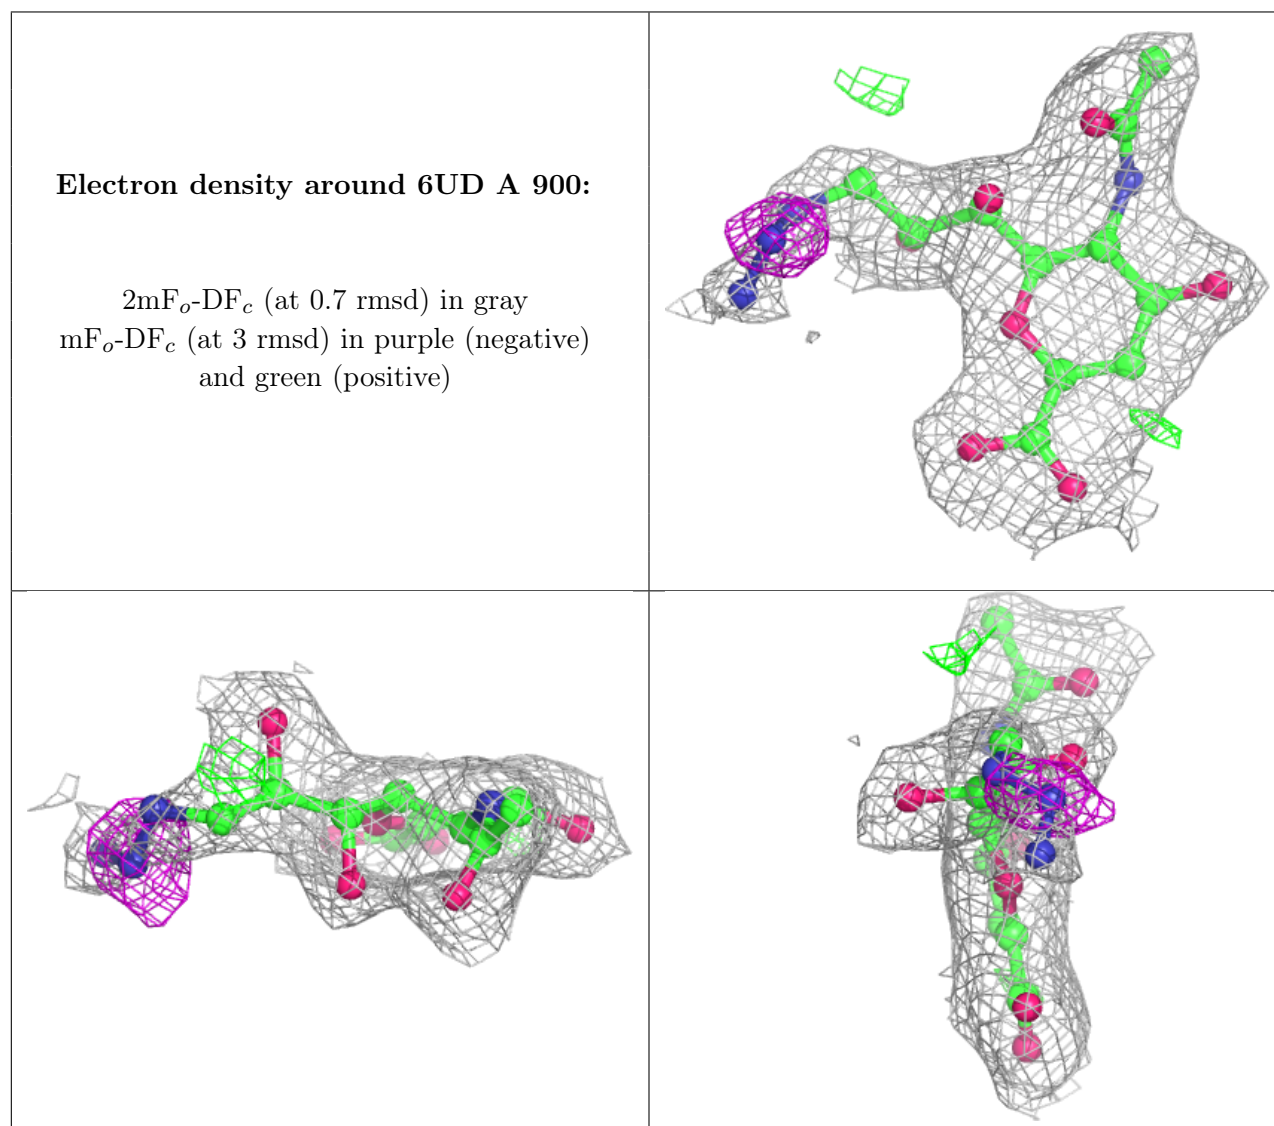 Electron density around 6UD A 900:
2mFo-DFc (at 0.7 rmsd) in gray
mFo-DFc (at 3 rmsd) in purple (negative)
and green (positive)